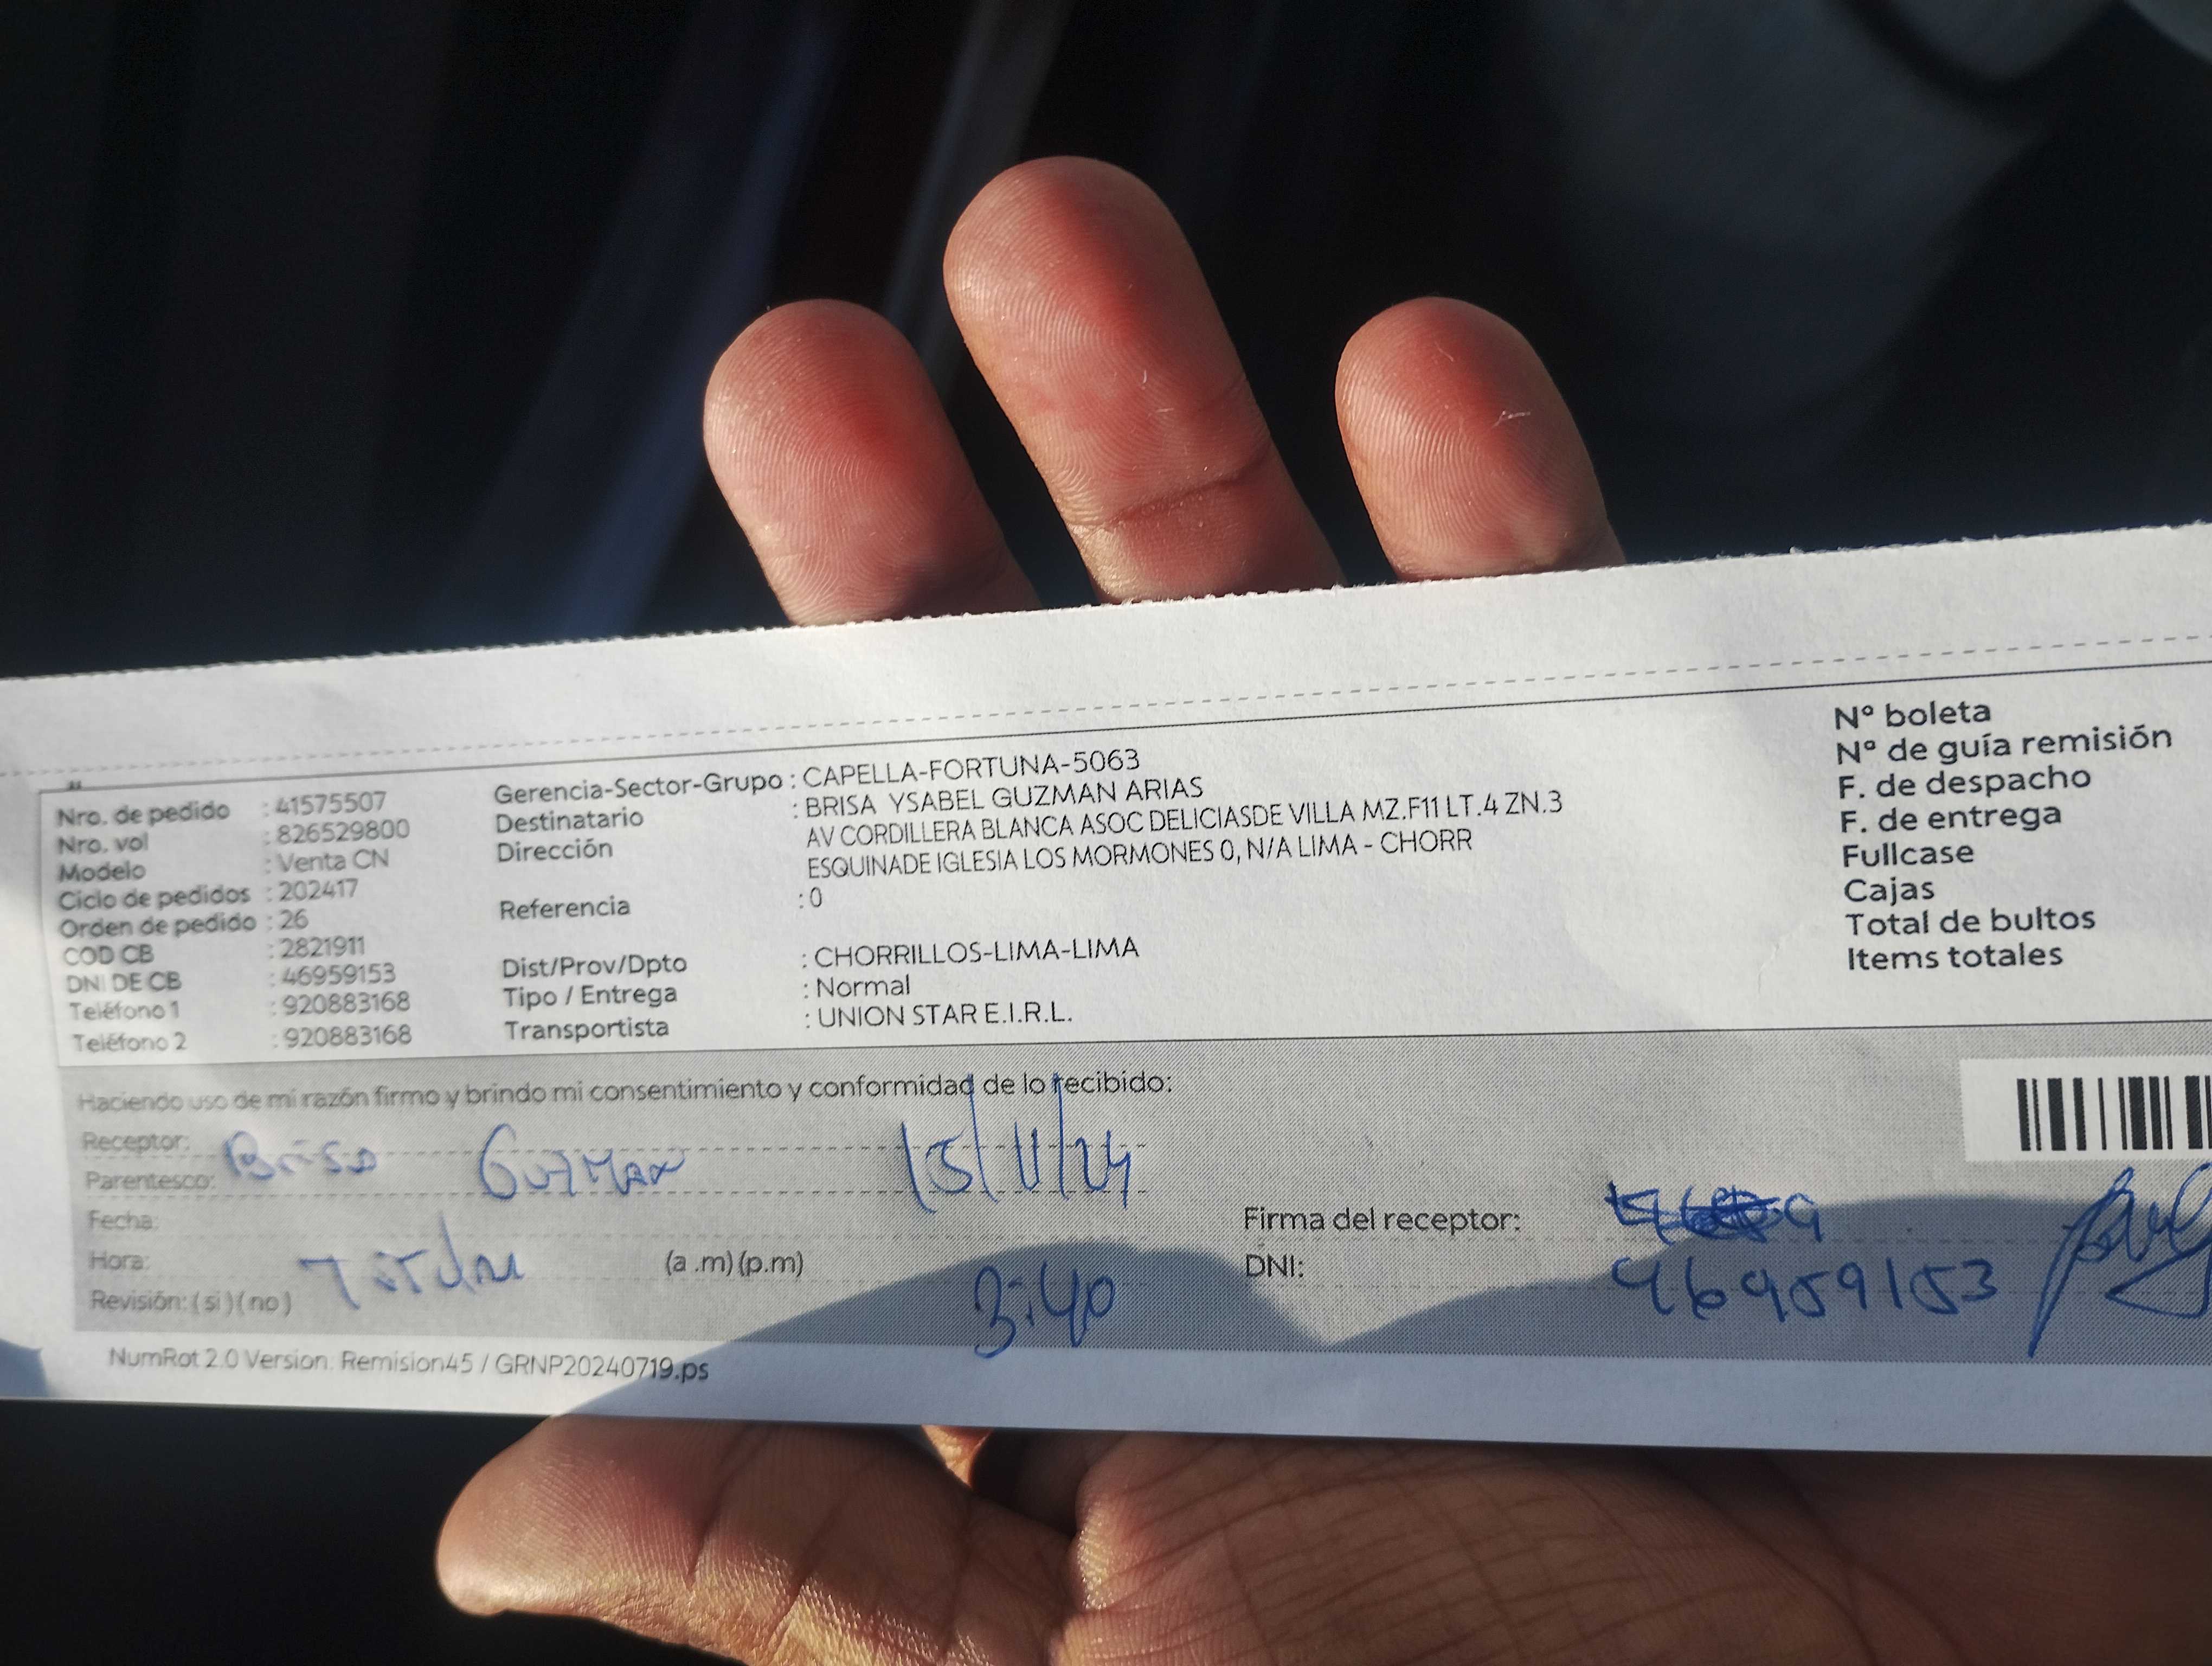 Nro. de pedido : 41575507
Nro. vol : 826529800
Modelo : Venta CN
Ciclo de pedidos : 202417
Orden de pedido : 26
COD CB : 2821911
DNI DE CB : 46959153
Teléfono 1 : 920883168
Teléfono 2 : 920883168
Gerencia-Sector-Grupo : CAPELLA-FORTUNA-5063
Destinatario : BRISA YSABEL GUZMAN ARIAS
Dirección AV CORDILLERA BLANCA ASOC DELICIASDE VILLA MZ.F11 LT.4 ZN.3
ESQUINADE IGLESIA LOS MORMONES 0, N/A LIMA - CHORR
Referencia : 0
Dist/Prov/Dpto : CHORRILLOS-LIMA-LIMA
Tipo / Entrega : Normal
Transportista : UNION STAR E.I.R.L.
Nº boleta
Nº de guía remisión
F. de despacho
F. de entrega
Fullcase
Cajas
Total de bultos
Items totales
Haciendo uso de mi razón firmo y brindo mi consentimiento y conformidad de lo recibido:
Receptor: Brisa Guzman 15/11/24
Parentesco:
Fecha:
Hora: Titular (a .m) (p.m) 3:40
Revisión: ( si ) ( no )
Firma del receptor:
DNI: 46959153
NumRot 2.0 Version: Remision45 / GRNP20240719.ps